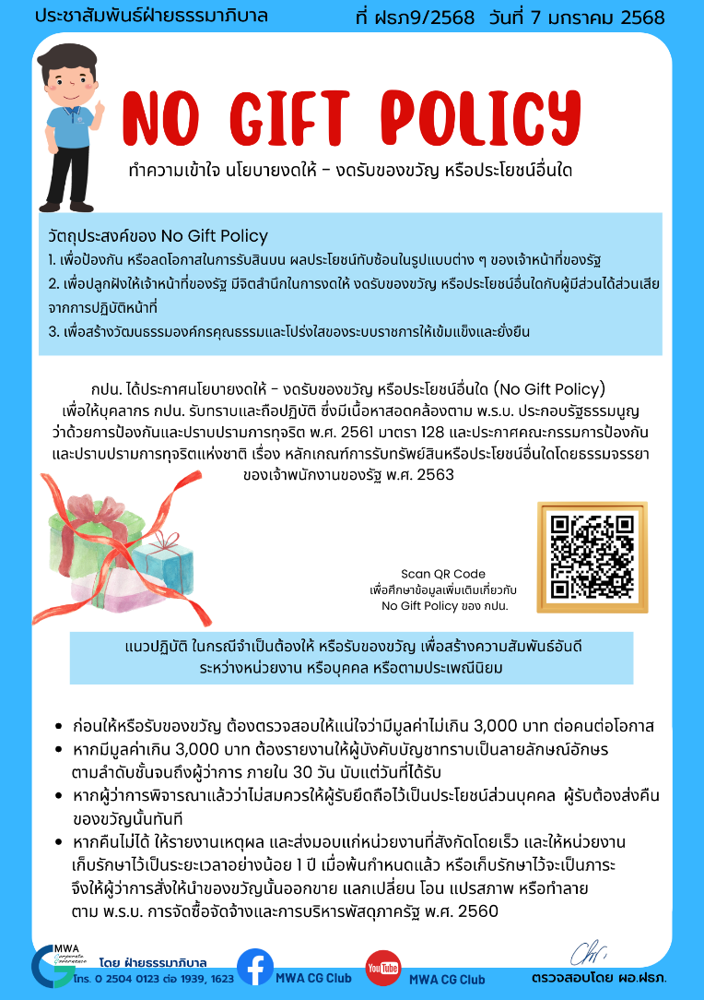 ประชาสัมพันธ์ฝ่ายธรรมาภิบาล
ที่ ฝธภ9/2568 วันที่ 7 มกราคม 2568
NO GIFT POLICY
ทำความเข้าใจ นโยบายงดให้ - งดรับของขวัญ หรือประโยชน์อื่นใด
วัตถุประสงค์ของ No Gift Policy
1. เพื่อป้องกัน หรือลดโอกาสในการรับสินบน ผลประโยชน์ทับซ้อนในรูปแบบต่าง ๆ ของเจ้าหน้าที่ของรัฐ
2. เพื่อปลูกฝังให้เจ้าหน้าที่ของรัฐ มีจิตสำนึกในการงดให้ งดรับของขวัญ หรือประโยชน์อื่นใดกับผู้มีส่วนได้ส่วนเสีย
จากการปฏิบัติหน้าที่
3. เพื่อสร้างวัฒนธรรมองค์กรคุณธรรมและโปร่งใสของระบบราชการให้เข้มแข็งและยั่งยืน
กปน. ได้ประกาศนโยบายงดให้ - งดรับของขวัญ หรือประโยชน์อื่นใด (No Gift Policy)
เพื่อให้บุคลากร กปน. รับทราบและถือปฏิบัติ ซึ่งมีเนื้อหาสอดคล้องตาม พ.ร.บ. ประกอบรัฐธรรมนูญ
ว่าด้วยการป้องกันและปราบปรามการทุจริต พ.ศ. 2561 มาตรา 128 และประกาศคณะกรรมการป้องกัน
และปราบปรามการทุจริตแห่งชาติ เรื่อง หลักเกณฑ์การรับทรัพย์สินหรือประโยชน์อื่นใดโดยธรรมจรรยา
ของเจ้าพนักงานของรัฐ พ.ศ. 2563
Scan QR Code
เพื่อศึกษาข้อมูลเพิ่มเติมเกี่ยวกับ
No Gift Policy ของ กปน.
แนวปฏิบัติ ในกรณีจำเป็นต้องให้ หรือรับของขวัญ เพื่อสร้างความสัมพันธ์อันดี
ระหว่างหน่วยงาน หรือบุคคล หรือตามประเพณีนิยม
• ก่อนให้หรือรับของขวัญ ต้องตรวจสอบให้แน่ใจว่ามีมูลค่าไม่เกิน 3,000 บาท ต่อคนต่อโอกาส
• หากมีมูลค่าเกิน 3,000 บาท ต้องรายงานให้ผู้บังคับบัญชาทราบเป็นลายลักษณ์อักษร
ตามลำดับชั้นจนถึงผู้ว่าการ ภายใน 30 วัน นับแต่วันที่ได้รับ
• หากผู้ว่าการพิจารณาแล้วว่าไม่สมควรให้ผู้รับยึดถือไว้เป็นประโยชน์ส่วนบุคคล ผู้รับต้องส่งคืน
ของขวัญนั้นทันที
• หากคืนไม่ได้ ให้รายงานเหตุผล และส่งมอบแก่หน่วยงานที่สังกัดโดยเร็ว และให้หน่วยงาน
เก็บรักษาไว้เป็นระยะเวลาอย่างน้อย 1 ปี เมื่อพ้นกำหนดแล้ว หรือเก็บรักษาไว้จะเป็นภาระ
จึงให้ผู้ว่าการสั่งให้นำของขวัญนั้นออกขาย แลกเปลี่ยน โอน แปรสภาพ หรือทำลาย
ตาม พ.ร.บ. การจัดซื้อจัดจ้างและการบริหารพัสดุภาครัฐ พ.ศ. 2560
MWA
Corporate
Governance
โดย ฝ่ายธรรมาภิบาล
โทร. 0 2504 0123 ต่อ 1939, 1623
MWA CG Club
YouTube
MWA CG Club
ตรวจสอบโดย ผอ.ฝธภ.